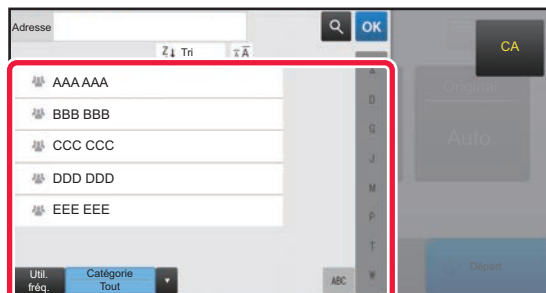 Adresse
OK
CA
Z↓ Tri
AAA AAA
BBB BBB
CCC CCC
DDD DDD
EEE EEE
A
D
G
J
M
P
T
W
Original
Auto
Util.
fréq.
Catégorie
Tout
ABC
Départ